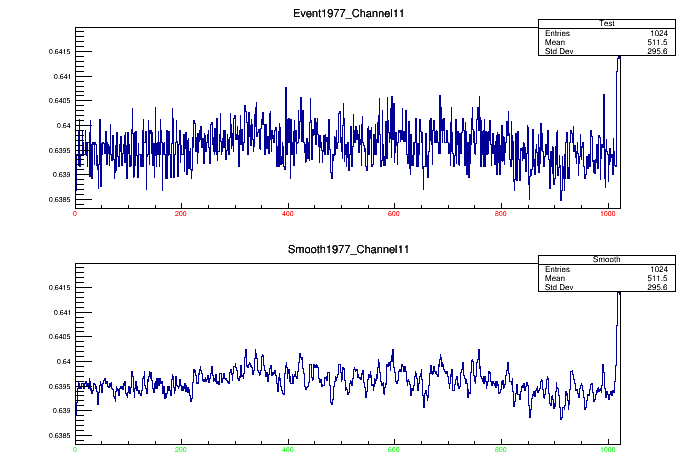 Event1977_Channel11
Test
Entries 1024
Mean 511.5
Std Dev 295.6
0.6415
0.641
0.6405
0.64
0.6395
0.639
0.6385
0 200 400 600 800 1000
Smooth1977_Channel11
Smooth
Entries 1024
Mean 511.5
Std Dev 295.6
0.6415
0.641
0.6405
0.64
0.6395
0.639
0.6385
0 200 400 600 800 1000